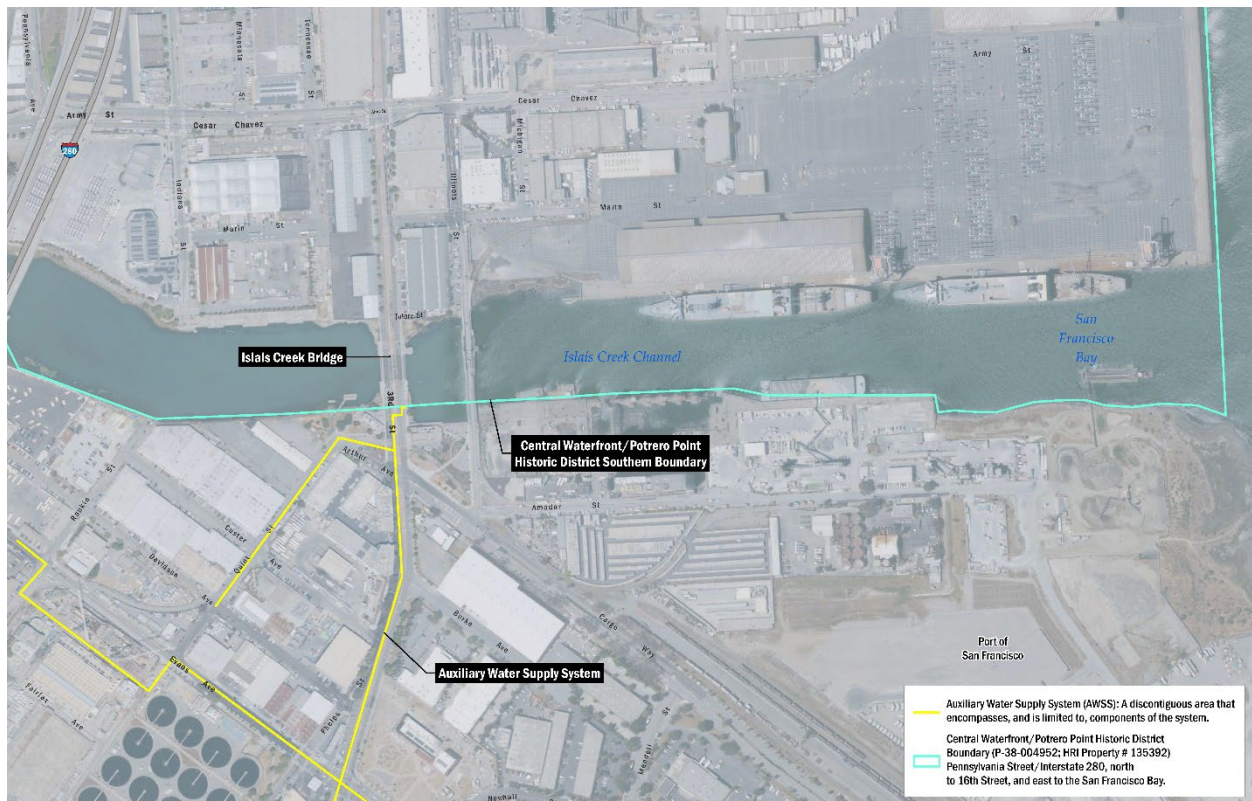 Pennsylvania
Ave
Minnesota
St
Tennessee
St
Army St
280
Cesar Chavez
Army St
Cesar Chavez
Michigan
St
Army
St
Indiana
St
Illinois
St
Marin St
Marin St
Tulare St
Islais Creek Bridge
Islais Creek Channel
San
Francisco
Bay
3Rd
St
Central Waterfront/Potrero Point
Historic District Southern Boundary
Arthur Ave
Amador St
Rankin
St
Custer
Ave
Quint
St
Davidson
Ave
Burke
Ave
Cargo
Way
Port of
San Francisco
Evans
Ave
Auxiliary Water Supply System
Fairfax
Ave
Phelps
St
Mendell
St
Newhall
Auxiliary Water Supply System (AWSS): A discontiguous area that
encompasses, and is limited to, components of the system.
Central Waterfront/Potrero Point Historic District
Boundary (P-38-004952; HRI Property # 135392)
Pennsylvania Street/Interstate 280, north
to 16th Street, and east to the San Francisco Bay.